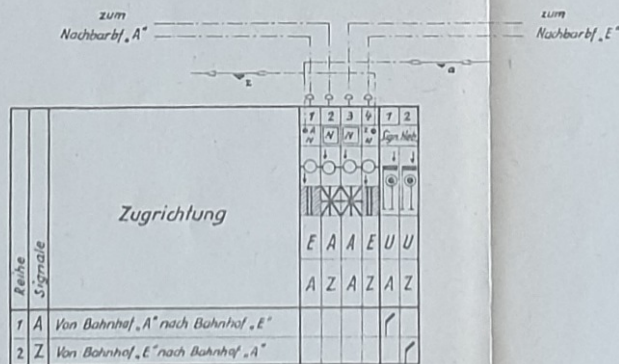 zum
Nachbarbf. „A"
zum
Nachbarbf. „E"
z
a
1 2 3 4 1 2
N N N N Sign. Heb.
Zugrichtung
Reihe
Signale
E A A E U U
A Z A Z A Z
1 A Von Bahnhof „A" nach Bahnhof „E"
2 Z Von Bahnhof „E" nach Bahnhof „A"